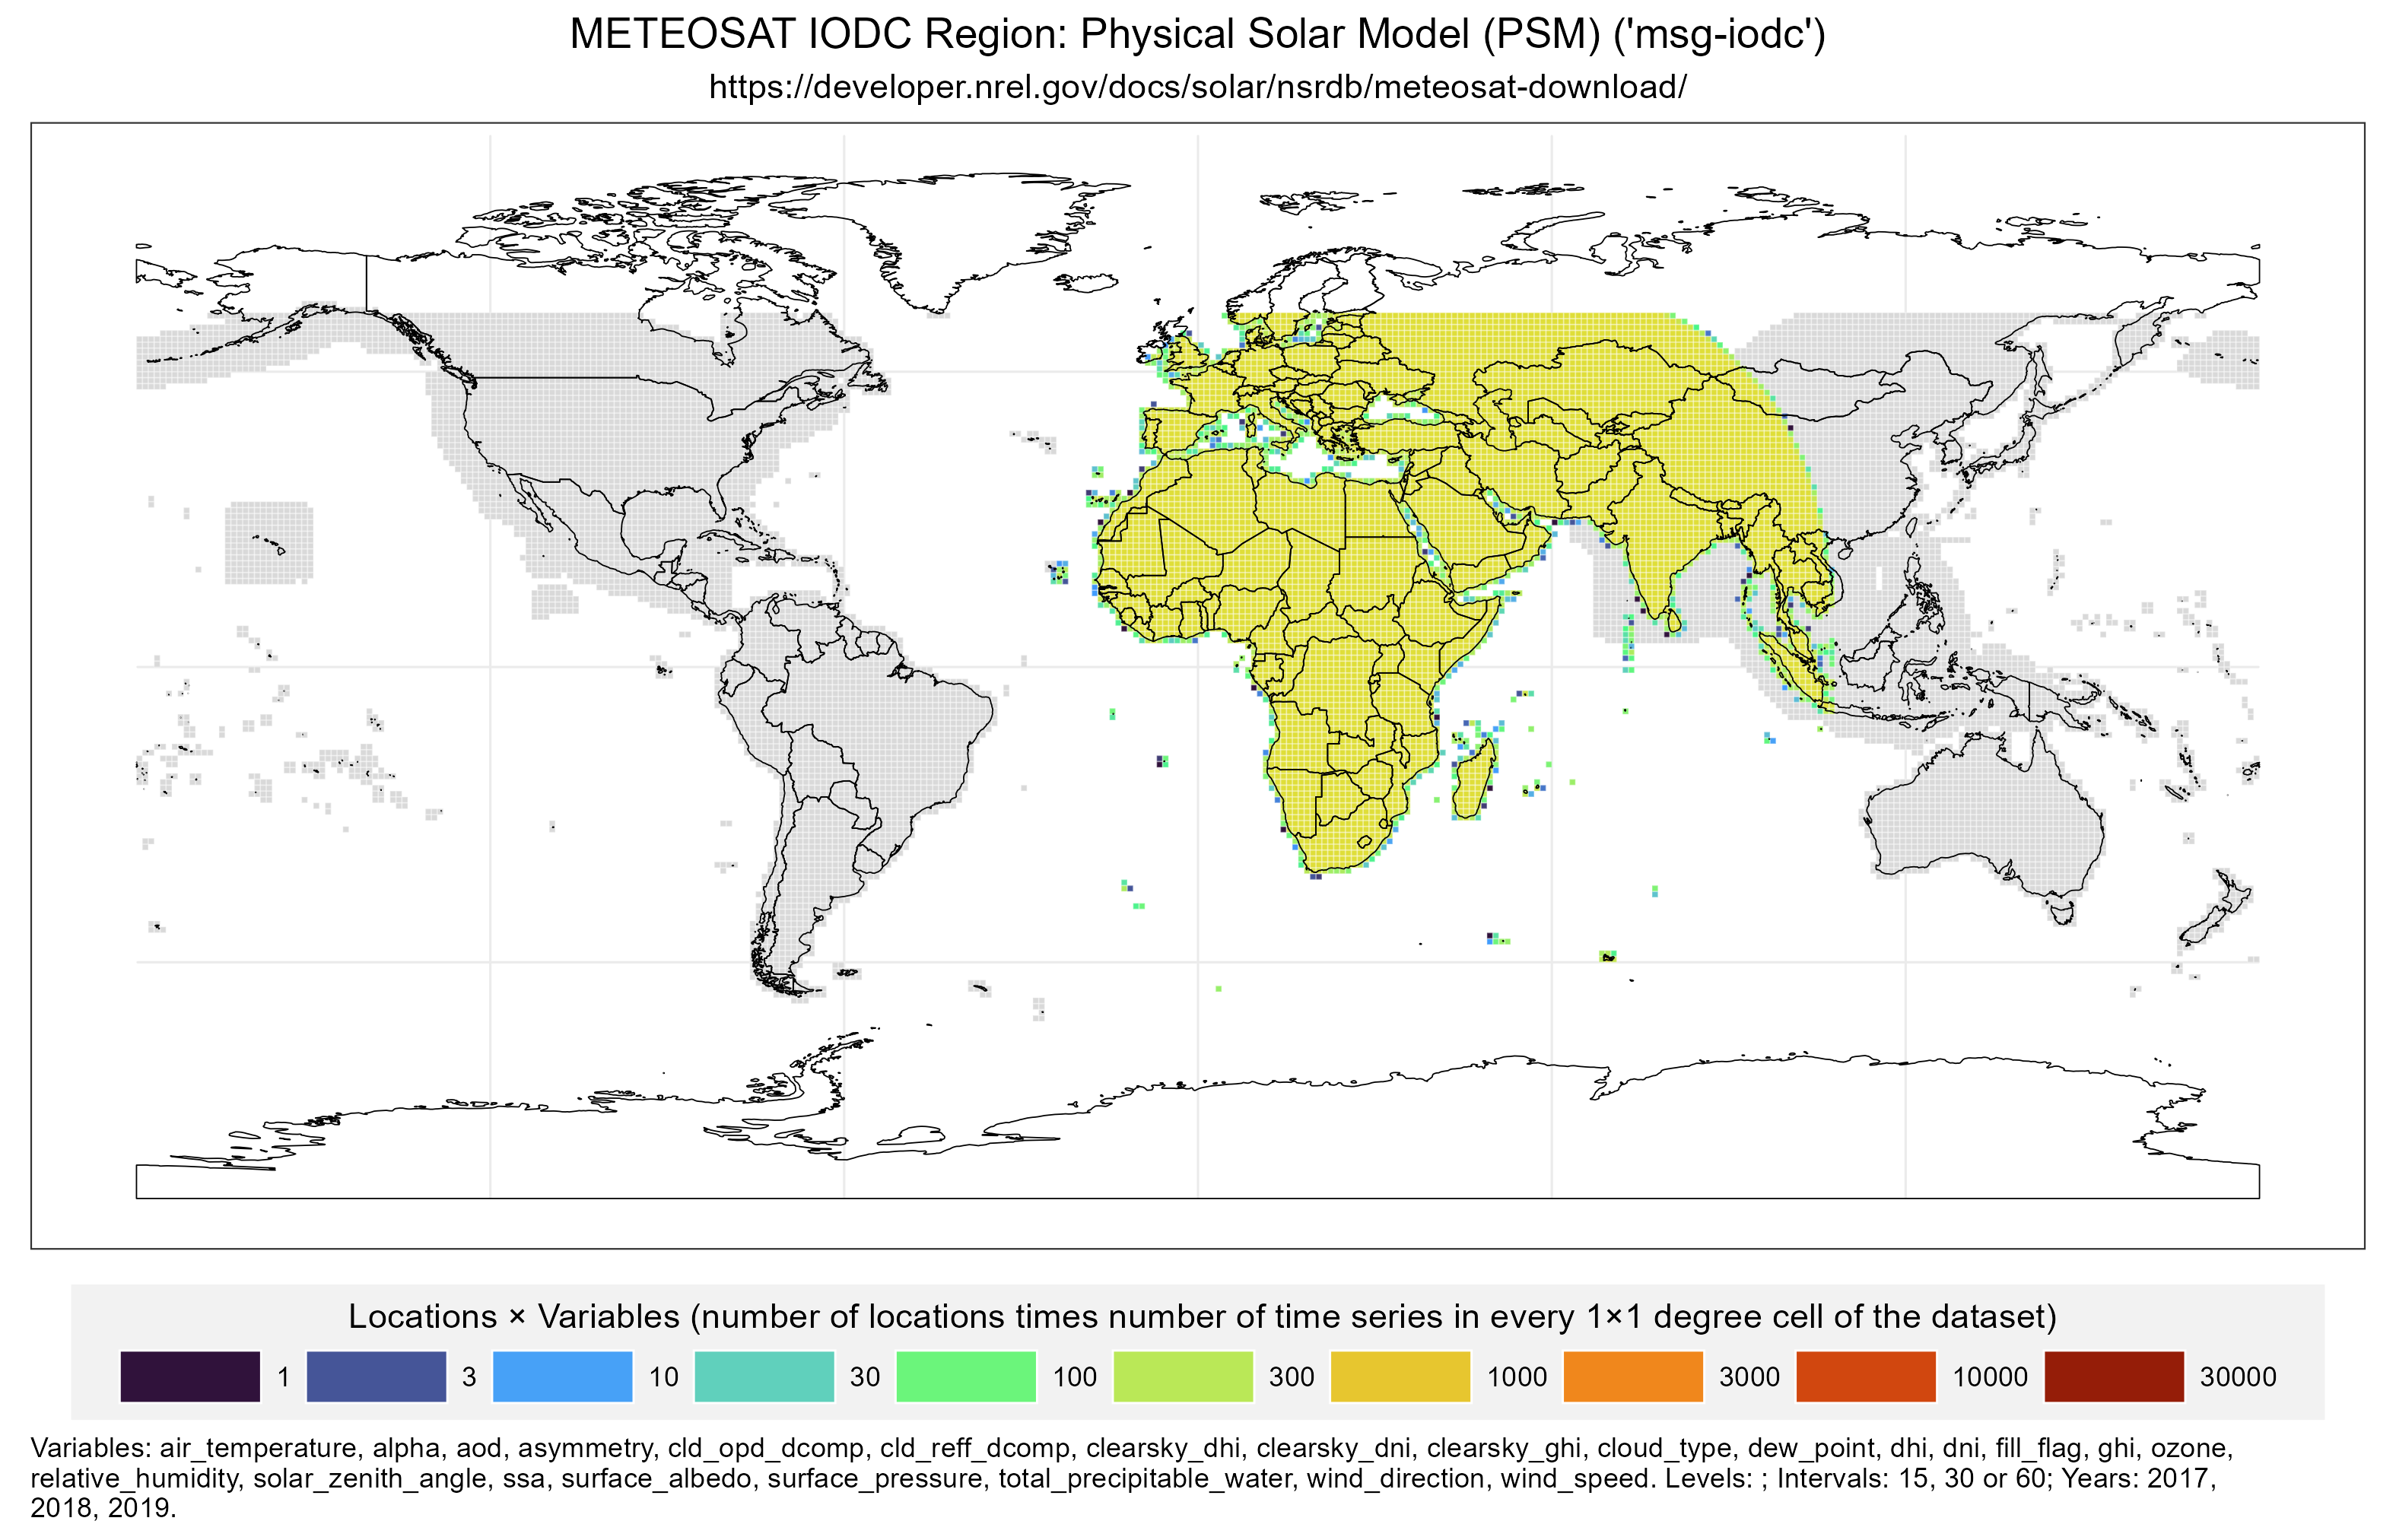 METEOSAT IODC Region: Physical Solar Model (PSM) ('msg-iodc')
https://developer.nrel.gov/docs/solar/nsrdb/meteosat-download/
Locations × Variables (number of locations times number of time series in every 1×1 degree cell of the dataset)
1 3 10 30 100 300 1000 3000 10000 30000
Variables: air_temperature, alpha, aod, asymmetry, cld_opd_dcomp, cld_reff_dcomp, clearsky_dhi, clearsky_dni, clearsky_ghi, cloud_type, dew_point, dhi, dni, fill_flag, ghi, ozone,
relative_humidity, solar_zenith_angle, ssa, surface_albedo, surface_pressure, total_precipitable_water, wind_direction, wind_speed. Levels: ; Intervals: 15, 30 or 60; Years: 2017,
2018, 2019.